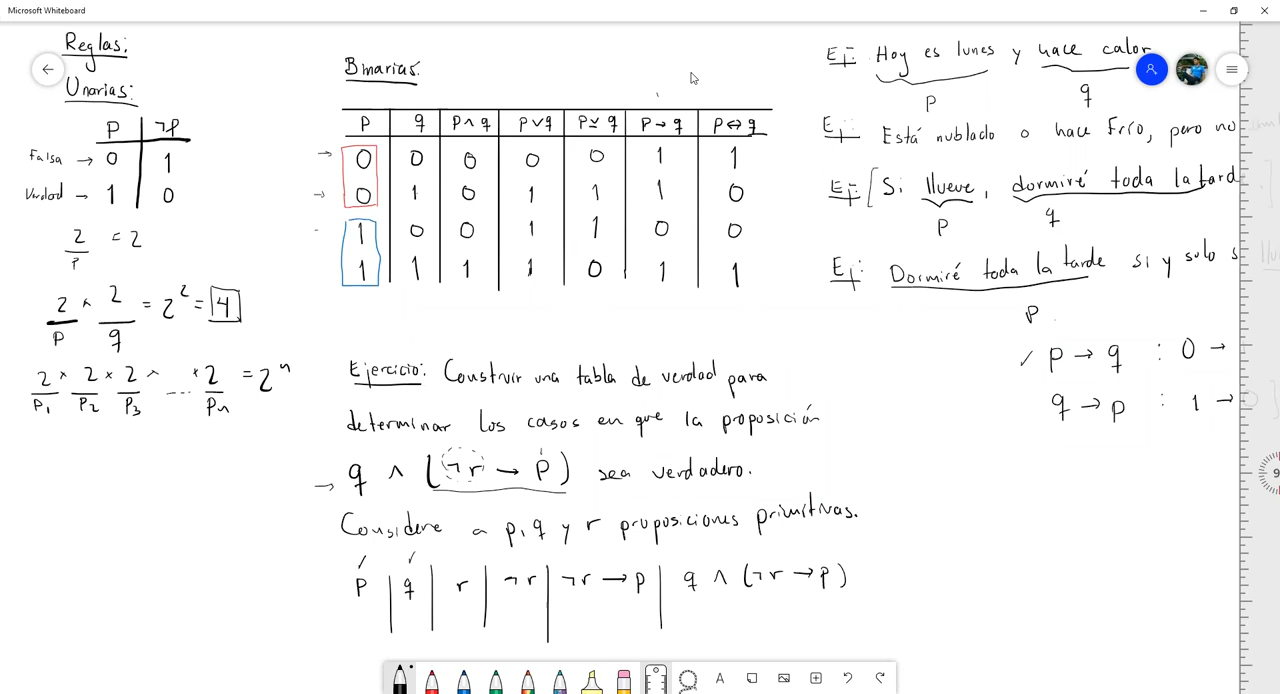 Microsoft Whiteboard
Reglas:
Unarias:
p ¬p
Falsa → 0 1
Verdad → 1 0
2/p = 2
2/p × 2/q = 2² = 4
2/p₁ × 2/p₂ × 2/p₃ × ... × 2/pₙ = 2ⁿ
Binarias:
p q p∧q p∨q p⊻q p→q p↔q
→ 0 0 0 0 0 1 1
→ 0 1 0 1 1 1 0
- 1 0 0 1 1 0 0
1 1 1 1 0 1 1
Ejercicio: Construir una tabla de verdad para
determinar los casos en que la proposición
→ q ∧ (¬r → p) sea verdadero.
Considere a p, q y r proposiciones primitivas.
p q r ¬r ¬r → p q ∧ (¬r → p)
Ej: Hoy es lunes y hace calor
p q
Ej: Está nublado o hace Frío, pero no
Ej: [Si llueve, dormiré toda la tard
p q
Ej: Dormiré toda la tarde si y solo s
p
✓ p → q : 0 →
q → p : 1 →